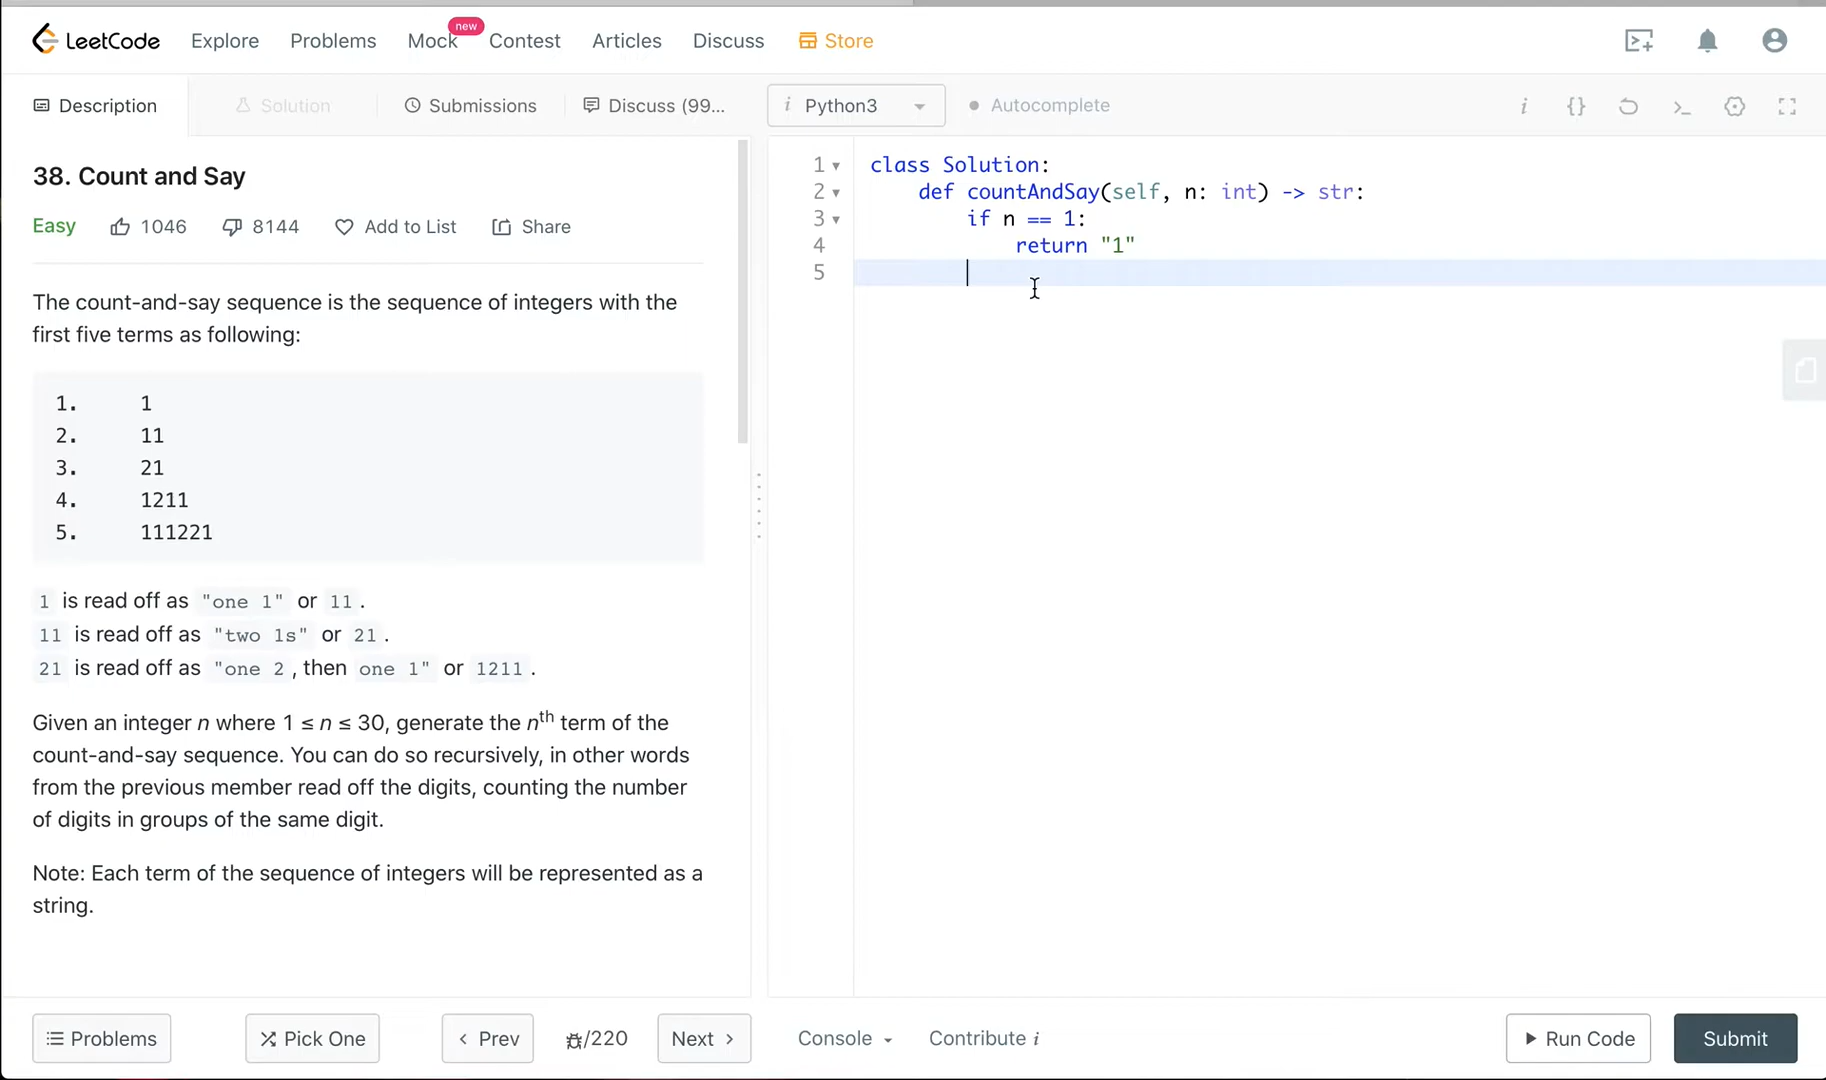 LeetCode Explore Problems Mock new Contest Articles Discuss Store
Description Solution Submissions Discuss (99... i Python3 Autocomplete i {}
38. Count and Say
Easy 1046 8144 Add to List Share
The count-and-say sequence is the sequence of integers with the
first five terms as following:
1. 1
2. 11
3. 21
4. 1211
5. 111221
1 is read off as "one 1" or 11.
11 is read off as "two 1s" or 21.
21 is read off as "one 2, then one 1" or 1211.
Given an integer n where 1 ≤ n ≤ 30, generate the nth term of the
count-and-say sequence. You can do so recursively, in other words
from the previous member read off the digits, counting the number
of digits in groups of the same digit.
Note: Each term of the sequence of integers will be represented as a
string.
1 class Solution:
2 def countAndSay(self, n: int) -> str:
3 if n == 1:
4 return "1"
5
Problems Pick One < Prev /220 Next > Console Contribute i Run Code Submit